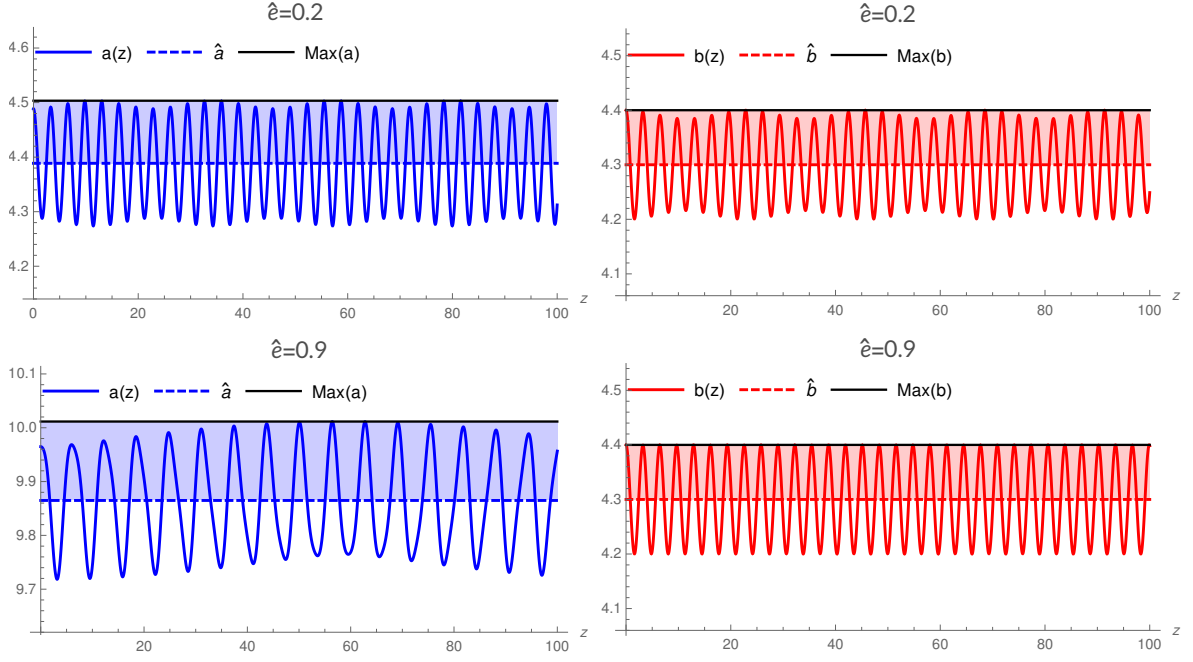 ê=0.2
a(z) â Max(a)
4.6
4.5
4.4
4.3
4.2
0 20 40 60 80 100 z
ê=0.2
b(z) b̂ Max(b)
4.5
4.4
4.3
4.2
4.1
20 40 60 80 100 z
ê=0.9
a(z) â Max(a)
10.1
10.0
9.9
9.8
9.7
20 40 60 80 100 z
ê=0.9
b(z) b̂ Max(b)
4.5
4.4
4.3
4.2
4.1
20 40 60 80 100 z